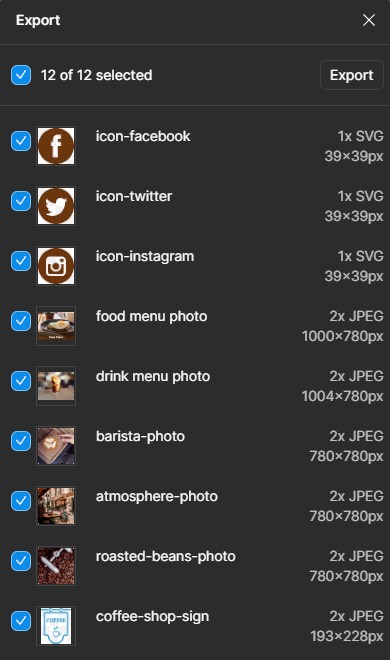 Export
12 of 12 selected
Export
icon-facebook
1x SVG
39×39px
icon-twitter
1x SVG
39×39px
icon-instagram
1x SVG
39×39px
food menu photo
2x JPEG
1000×780px
drink menu photo
2x JPEG
1004×780px
barista-photo
2x JPEG
780×780px
atmosphere-photo
2x JPEG
780×780px
roasted-beans-photo
2x JPEG
780×780px
coffee-shop-sign
2x JPEG
193×228px
COFFEE